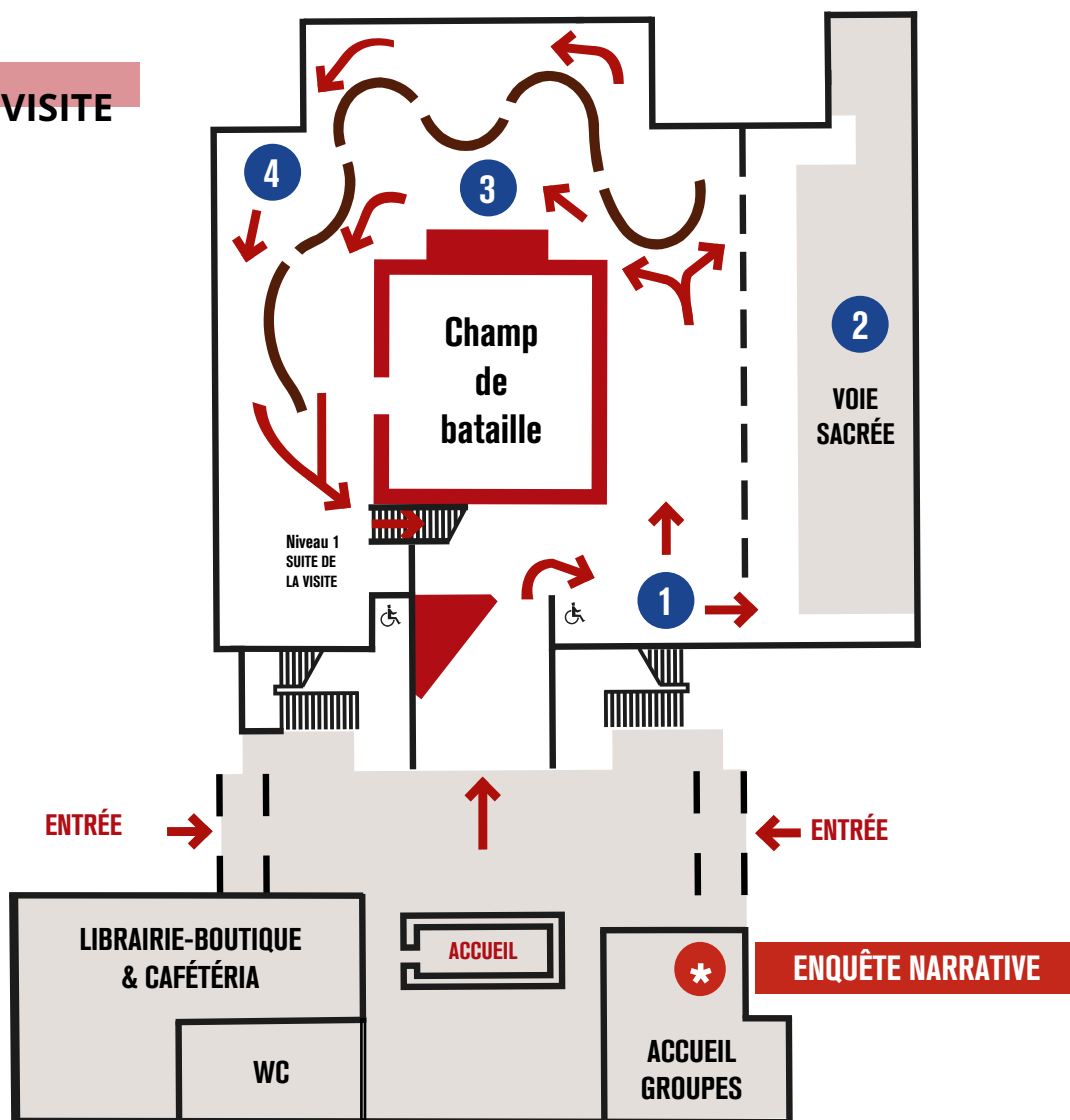 VISITE
4
3
2
VOIE
SACRÉE
Champ
de
bataille
Niveau 1
SUITE DE
LA VISITE
1
ENTRÉE
ENTRÉE
LIBRAIRIE-BOUTIQUE
& CAFÉTÉRIA
WC
ACCUEIL
*
ENQUÊTE NARRATIVE
ACCUEIL
GROUPES